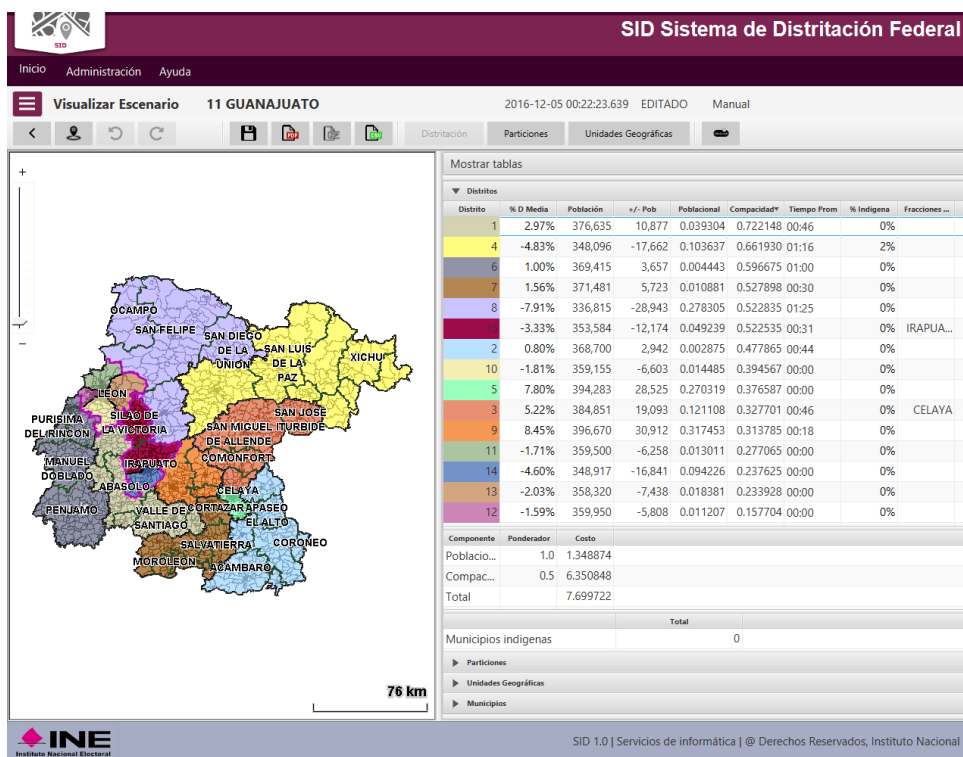 SID
SID Sistema de Distritación Federal
Inicio Administración Ayuda
Visualizar Escenario 11 GUANAJUATO 2016-12-05 00:22:23.639 EDITADO Manual
Distritación Particiones Unidades Geográficas
Mostrar tablas
Distritos
Distrito % D Media Población +/- Pob Poblacional Compacidad Tiempo Prom % Indigena Fracciones ...
1 2.97% 376,635 10,877 0.039304 0.722148 00:46 0%
4 -4.83% 348,096 -17,662 0.103637 0.661930 01:16 2%
6 1.00% 369,415 3,657 0.004443 0.596675 01:00 0%
7 1.56% 371,481 5,723 0.010881 0.527898 00:30 0%
8 -7.91% 336,815 -28,943 0.278305 0.522835 01:25 0%
-3.33% 353,584 -12,174 0.049239 0.522535 00:31 0% IRAPUA...
2 0.80% 368,700 2,942 0.002875 0.477865 00:44 0%
10 -1.81% 359,155 -6,603 0.014485 0.394567 00:00 0%
5 7.80% 394,283 28,525 0.270319 0.376587 00:00 0%
3 5.22% 384,851 19,093 0.121108 0.327701 00:46 0% CELAYA
9 8.45% 396,670 30,912 0.317453 0.313785 00:18 0%
11 -1.71% 359,500 -6,258 0.013011 0.277065 00:00 0%
14 -4.60% 348,917 -16,841 0.094226 0.237625 00:00 0%
13 -2.03% 358,320 -7,438 0.018381 0.233928 00:00 0%
12 -1.59% 359,950 -5,808 0.011207 0.157704 00:00 0%
Componente Ponderador Costo
Poblacio... 1.0 1.348874
Compac... 0.5 6.350848
Total 7.699722
Total
Municipios indigenas 0
Particiones
Unidades Geográficas
Municipios
+
−
OCAMPO
SAN FELIPE
SAN DIEGO
DE LA
UNION
SAN LUIS
DE LA
PAZ
XICHU
LEON
SILAO DE
LA VICTORIA
PURISIMA
DEL RINCON
SAN JOSE
ITURBIDE
SAN MIGUEL
DE ALLENDE
COMONFORT
MANUEL
DOBLADO
IRAPUATO
ABASOLO
CELAYA
PENJAMO
VALLE DE
SANTIAGO
CORTAZAR
APASEO
EL ALTO
CORONEO
SALVATIERRA
MOROLEON
ACAMBARO
76 km
INE
Instituto Nacional Electoral
SID 1.0 | Servicios de informática | @ Derechos Reservados, Instituto Nacional